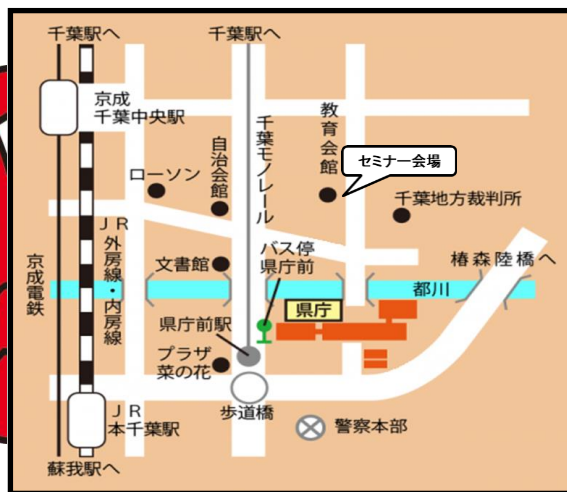 千葉駅へ
千葉駅へ
京成
千葉中央駅
千葉モノレール
教育会館
セミナー会場
自治会館
ローソン
千葉地方裁判所
JR
外房線・内房線
京成電鉄
文書館
バス停
県庁前
椿森陸橋へ
都川
県庁
県庁前駅
プラザ
菜の花
歩道橋
JR
本千葉駅
警察本部
蘇我駅へ